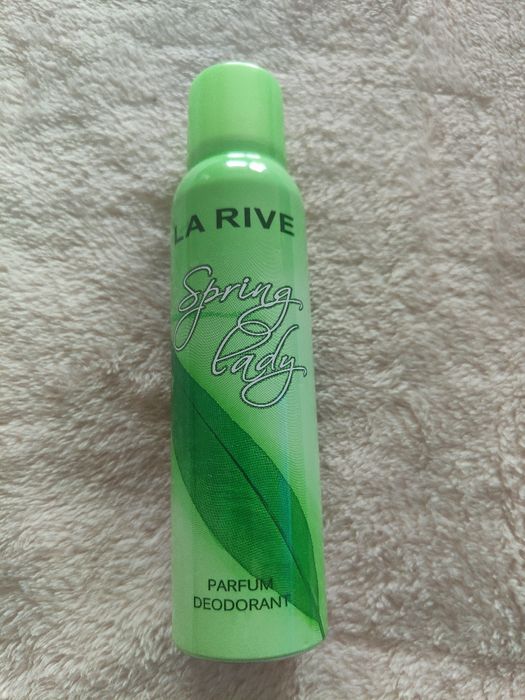 LA RIVE
Spring
lady
PARFUM
DEODORANT